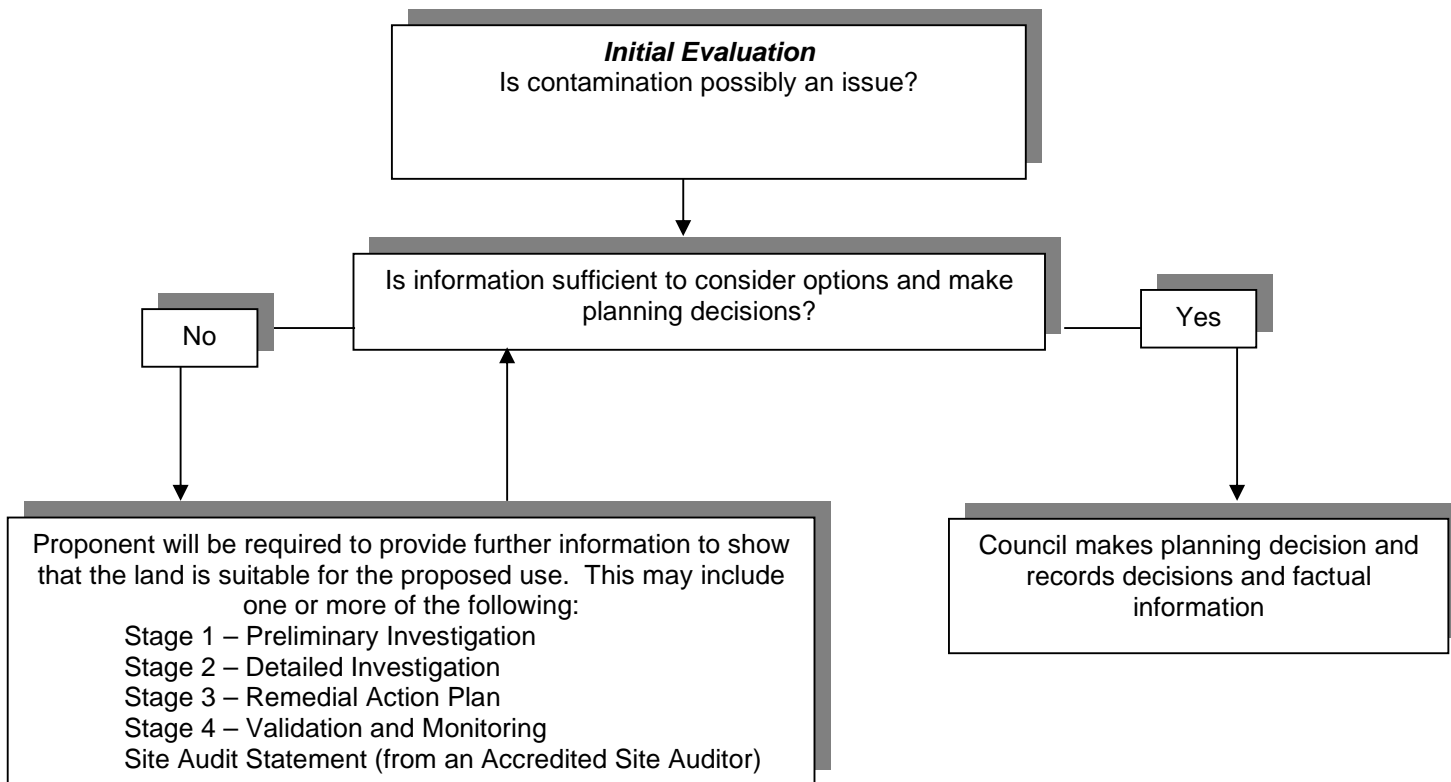 Initial Evaluation
Is contamination possibly an issue?
Is information sufficient to consider options and make
planning decisions?
No
Yes
Proponent will be required to provide further information to show
that the land is suitable for the proposed use.  This may include
one or more of the following:
Stage 1 – Preliminary Investigation
Stage 2 – Detailed Investigation
Stage 3 – Remedial Action Plan
Stage 4 – Validation and Monitoring
Site Audit Statement (from an Accredited Site Auditor)
Council makes planning decision and
records decisions and factual
information